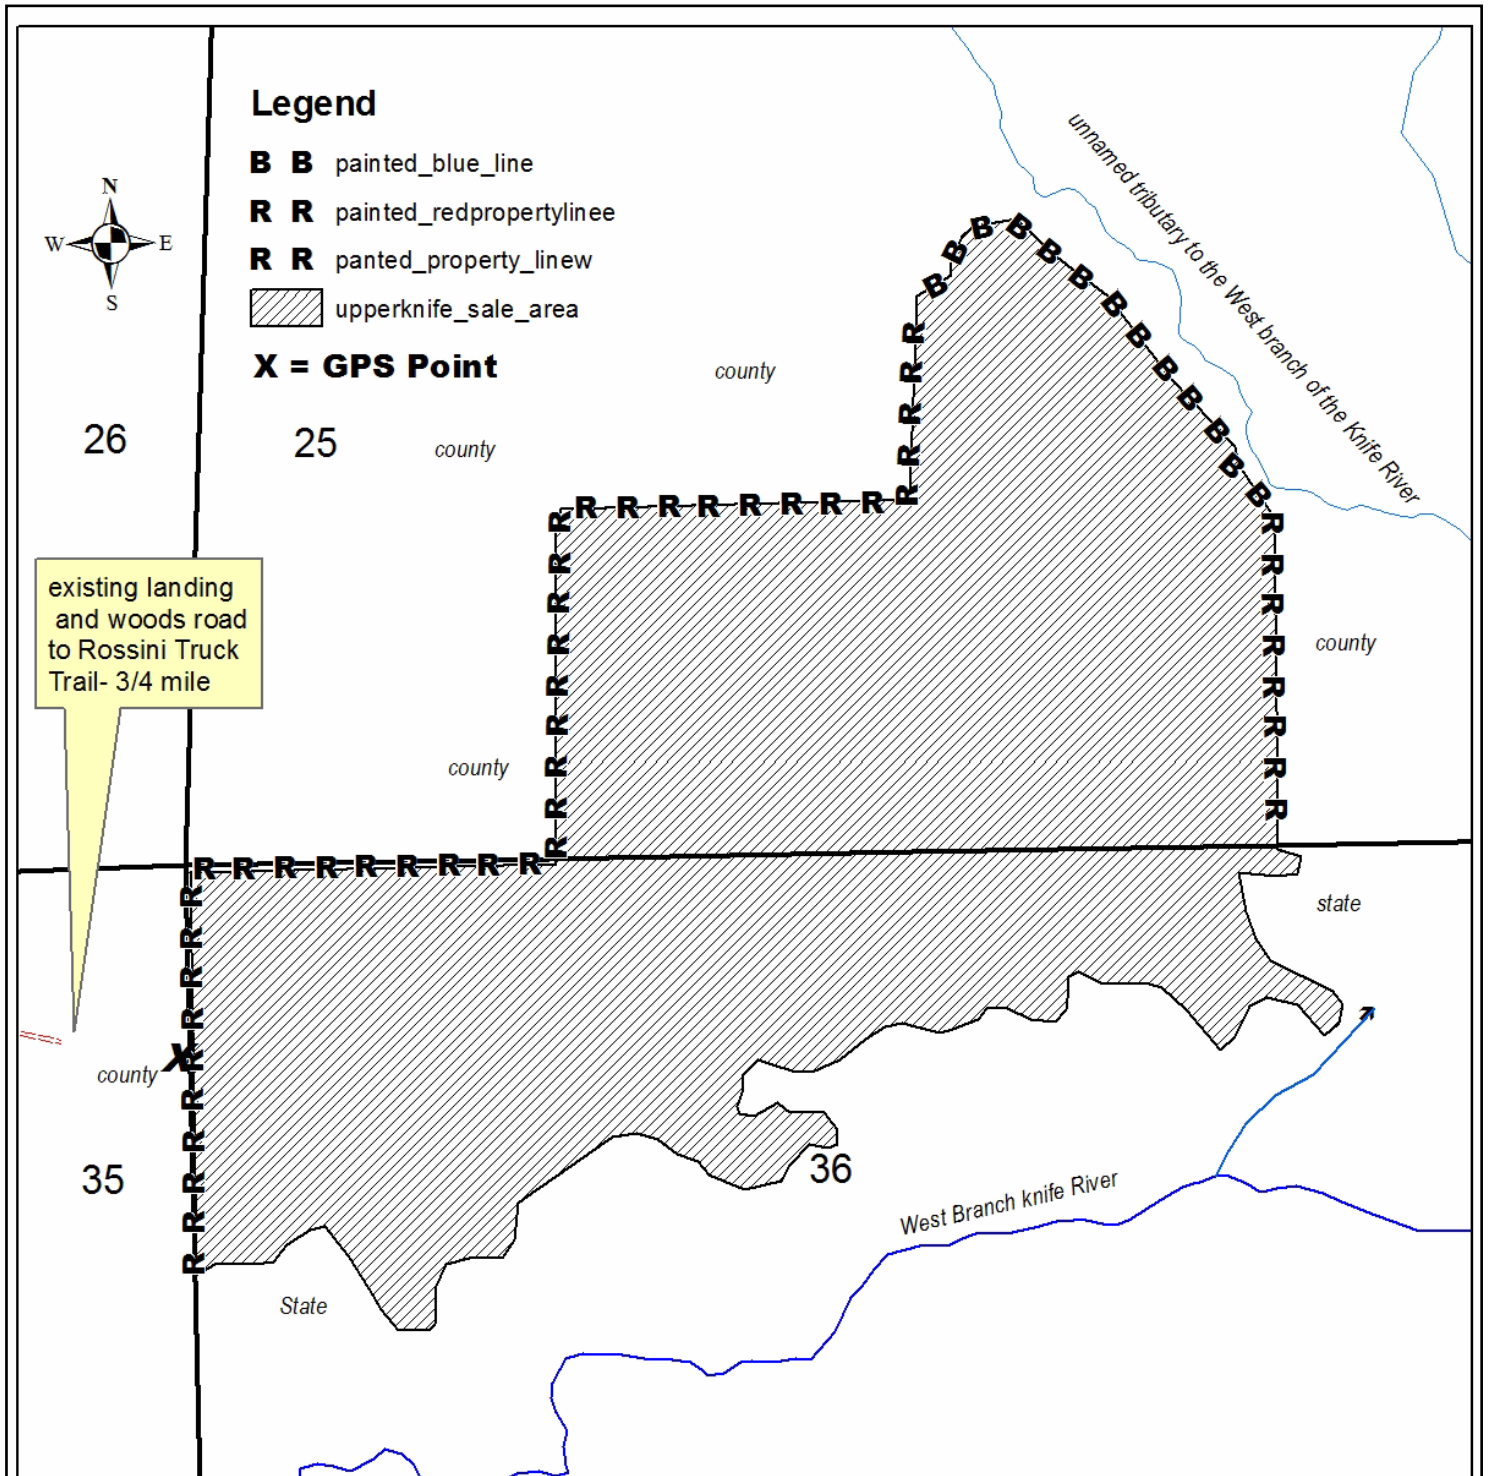 Legend
B B painted_blue_line
R R painted_redpropertylinee
R R panted_property_linew
upperknife_sale_area
X = GPS Point
N
W E
S
26
25
county
county
unnamed tributary to the West branch of the Knife River
B B B B B B B B B B B B B B
R R R R R
R R R R R R R R
R R R R R R R R R
R R R R R R R R
existing landing
and woods road
to Rossini Truck
Trail- 3/4 mile
county
county
R R R R R R R R R
R R R R R R R R R R
state
X
county
35
36
West Branch knife River
State